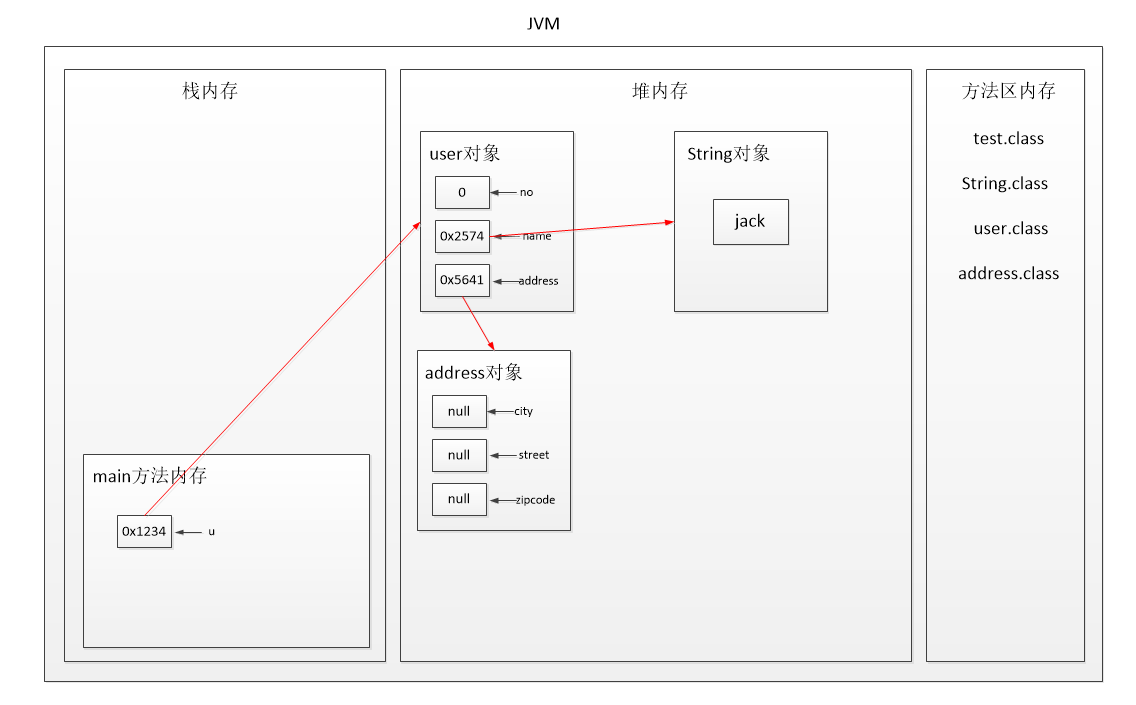 JVM
栈内存
main方法内存
0x1234
u
堆内存
user对象
0
no
0x2574
name
0x5641
address
String对象
jack
address对象
null
city
null
street
null
zipcode
方法区内存
test.class
String.class
user.class
address.class